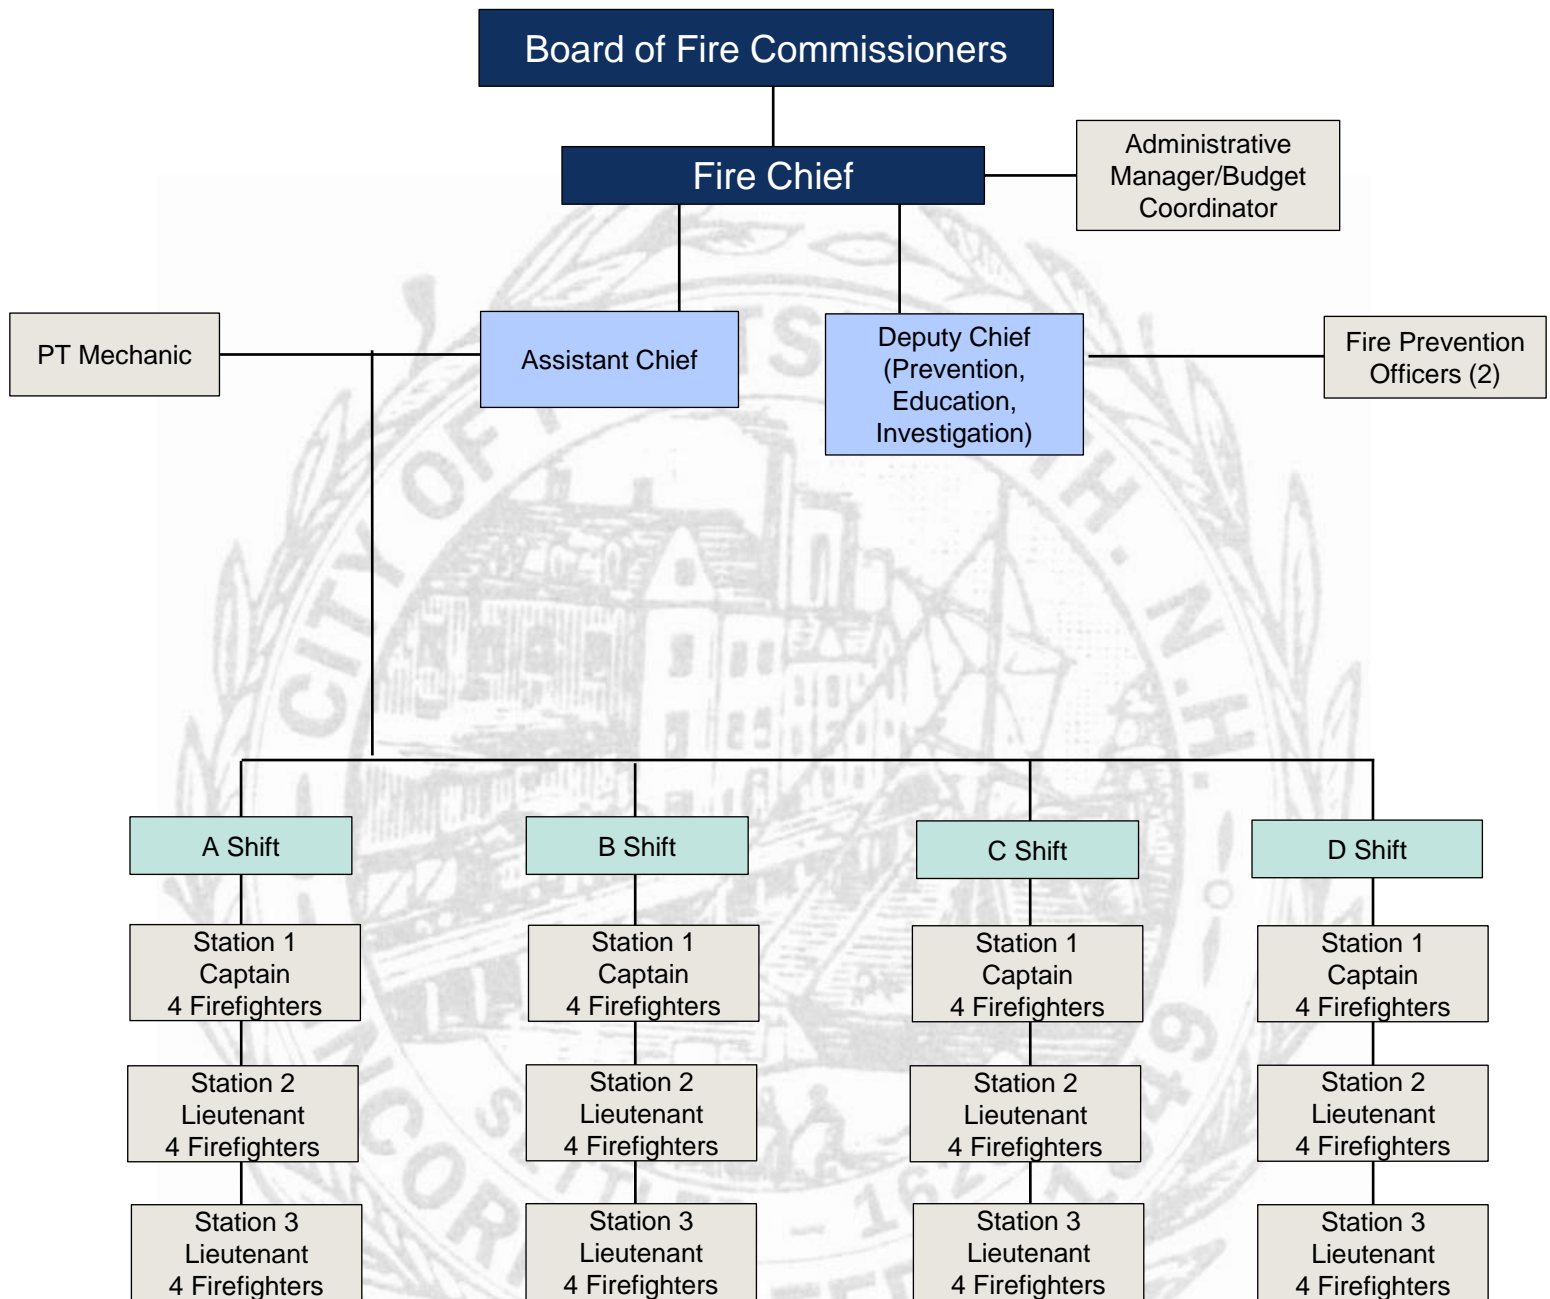 Board of Fire Commissioners
Fire Chief
Administrative
Manager/Budget
Coordinator
PT Mechanic
Assistant Chief
Deputy Chief
(Prevention,
Education,
Investigation)
Fire Prevention
Officers (2)
A Shift
B Shift
C Shift
D Shift
Station 1
Captain
4 Firefighters
Station 1
Captain
4 Firefighters
Station 1
Captain
4 Firefighters
Station 1
Captain
4 Firefighters
Station 2
Lieutenant
4 Firefighters
Station 2
Lieutenant
4 Firefighters
Station 2
Lieutenant
4 Firefighters
Station 2
Lieutenant
4 Firefighters
Station 3
Lieutenant
4 Firefighters
Station 3
Lieutenant
4 Firefighters
Station 3
Lieutenant
4 Firefighters
Station 3
Lieutenant
4 Firefighters
CITY OF
N.H.